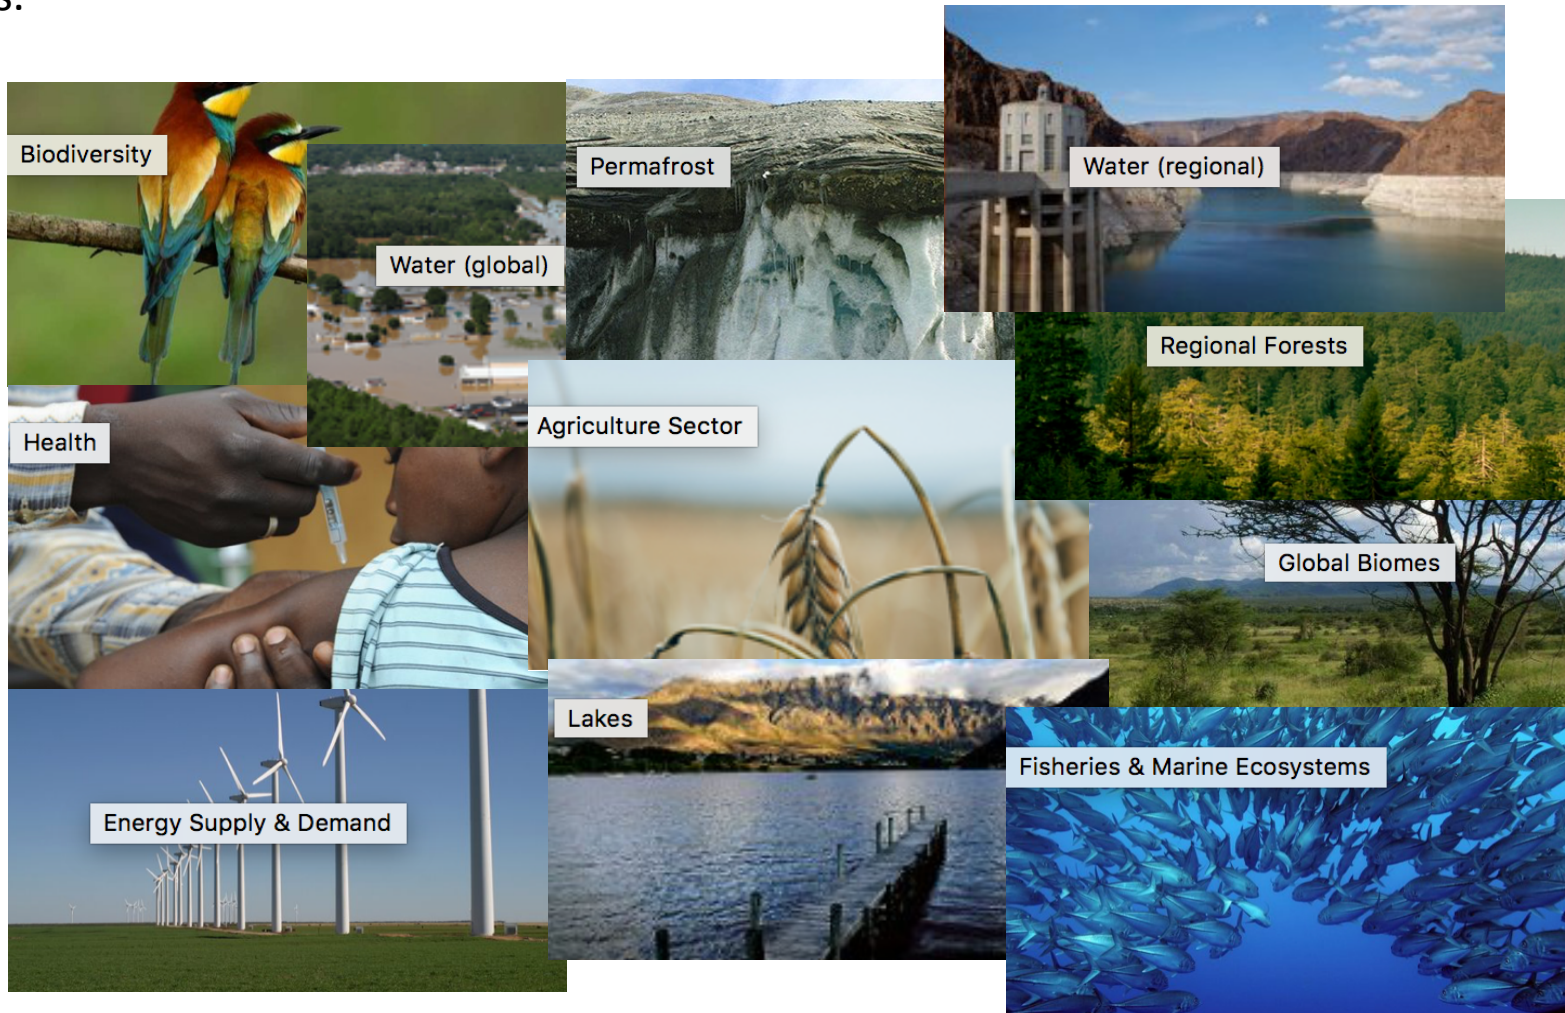 s.
Biodiversity
Water (global)
Permafrost
Water (regional)
Regional Forests
Health
Agriculture Sector
Global Biomes
Lakes
Energy Supply & Demand
Fisheries & Marine Ecosystems